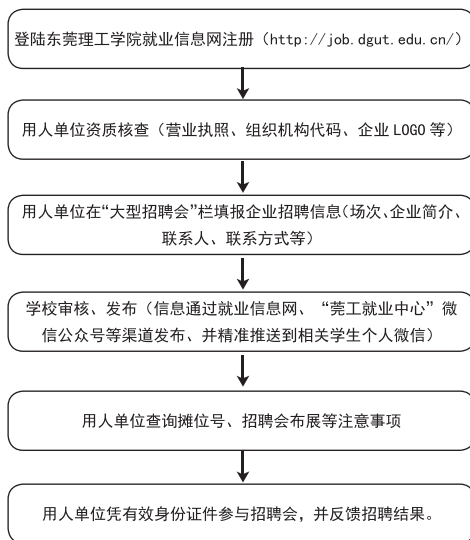 登陆东莞理工学院就业信息网注册（http://job.dgut.edu.cn/）
用人单位资质核查（营业执照、组织机构代码、企业 LOGO 等）
用人单位在“大型招聘会”栏填报企业招聘信息（场次、企业简介、
联系人、联系方式等）
学校审核、发布（信息通过就业信息网、“莞工就业中心”微
信公众号等渠道发布、并精准推送到相关学生个人微信）
用人单位查询摊位号、招聘会布展等注意事项
用人单位凭有效身份证件参与招聘会，并反馈招聘结果。